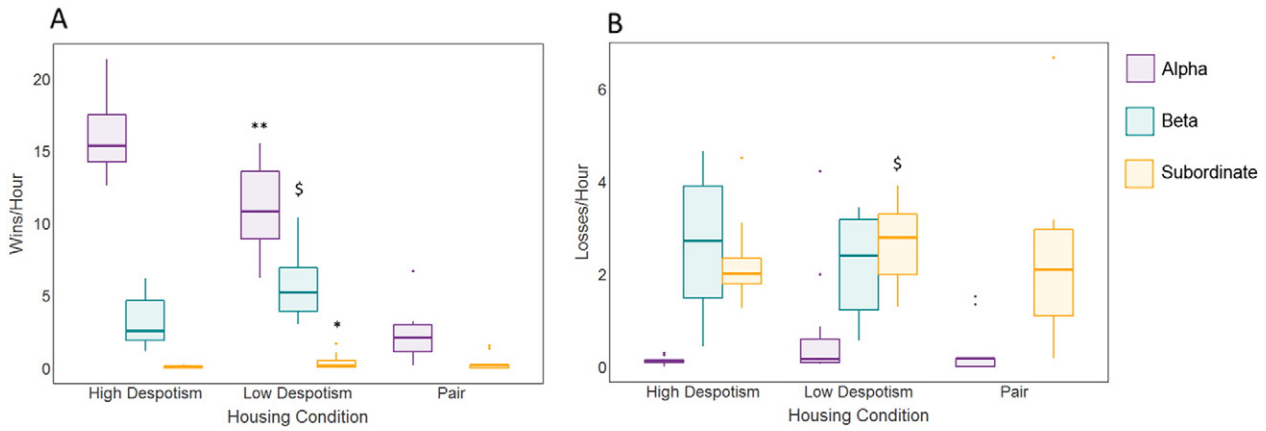 A
Wins/Hour
20
15
10
5
0
**
$
*
High Despotism
Low Despotism
Pair
Housing Condition
B
Losses/Hour
6
4
2
0
$
High Despotism
Low Despotism
Pair
Housing Condition
Alpha
Beta
Subordinate